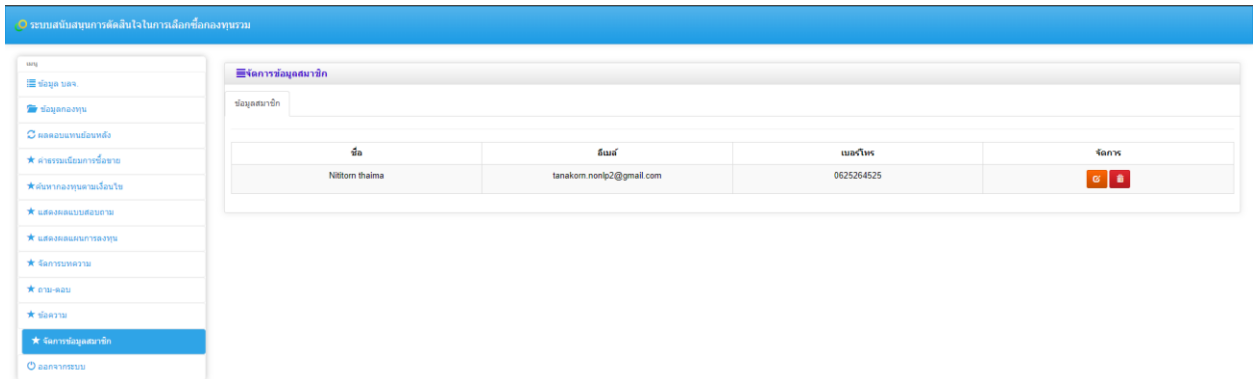 ระบบสนับสนุนการตัดสินใจในการเลือกซื้อกองทุนรวม
เมนู
ข้อมูล บลจ.
ข้อมูลกองทุน
ผลตอบแทนย้อนหลัง
ค่าธรรมเนียมการซื้อขาย
ค้นหากองทุนตามเงื่อนไข
แสดงผลแบบสอบถาม
แสดงผลแผนการลงทุน
จัดการบทความ
ถาม-ตอบ
ข้อความ
จัดการข้อมูลสมาชิก
ออกจากระบบ
จัดการข้อมูลสมาชิก
ข้อมูลสมาชิก
ชื่อ อีเมล์ เบอร์โทร จัดการ
Nititorn thaima tanakorn.nonlp2@gmail.com 0625264525